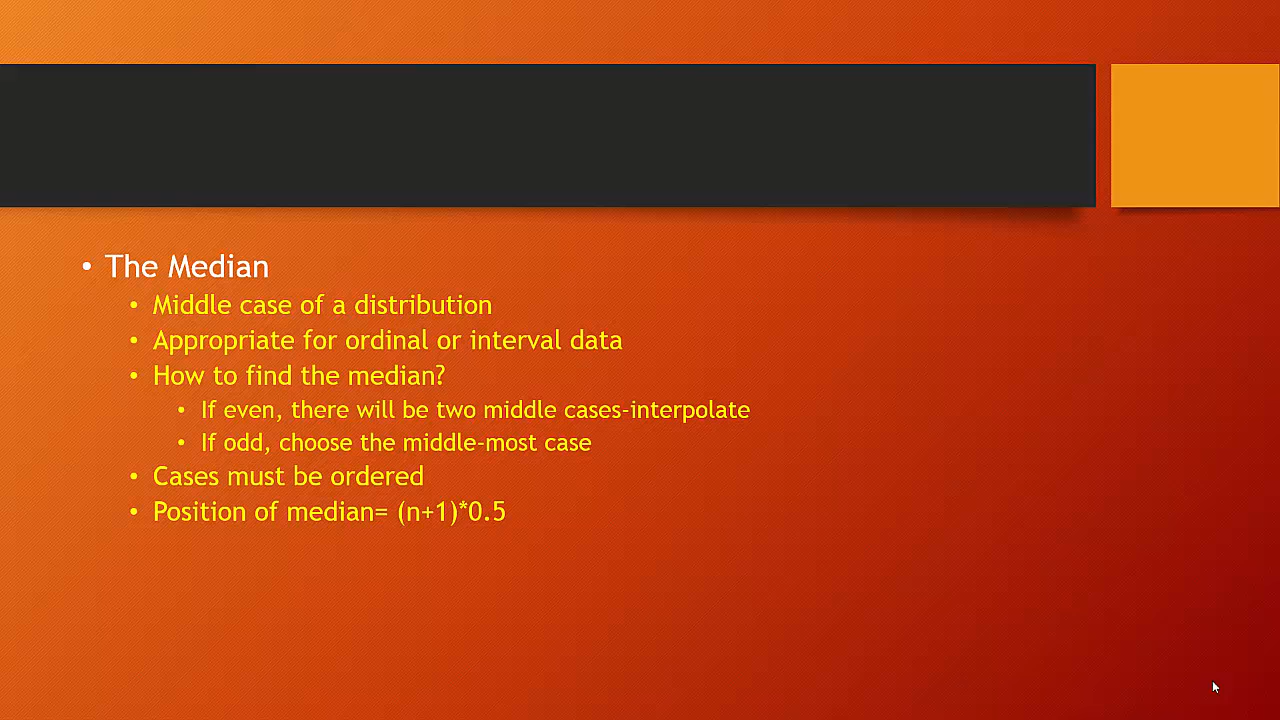 • The Median
• Middle case of a distribution
• Appropriate for ordinal or interval data
• How to find the median?
• If even, there will be two middle cases-interpolate
• If odd, choose the middle-most case
• Cases must be ordered
• Position of median= (n+1)*0.5